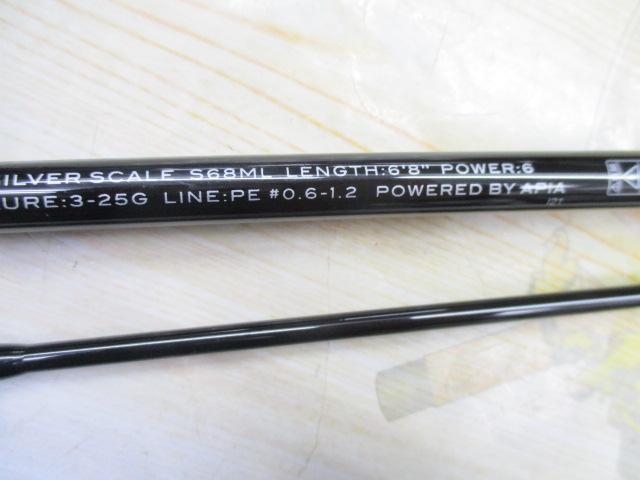 SILVER SCALE S68ML LENGTH:6'8" POWER:6
URE:3-25G LINE:PE #0.6-1.2 POWERED BY APIA